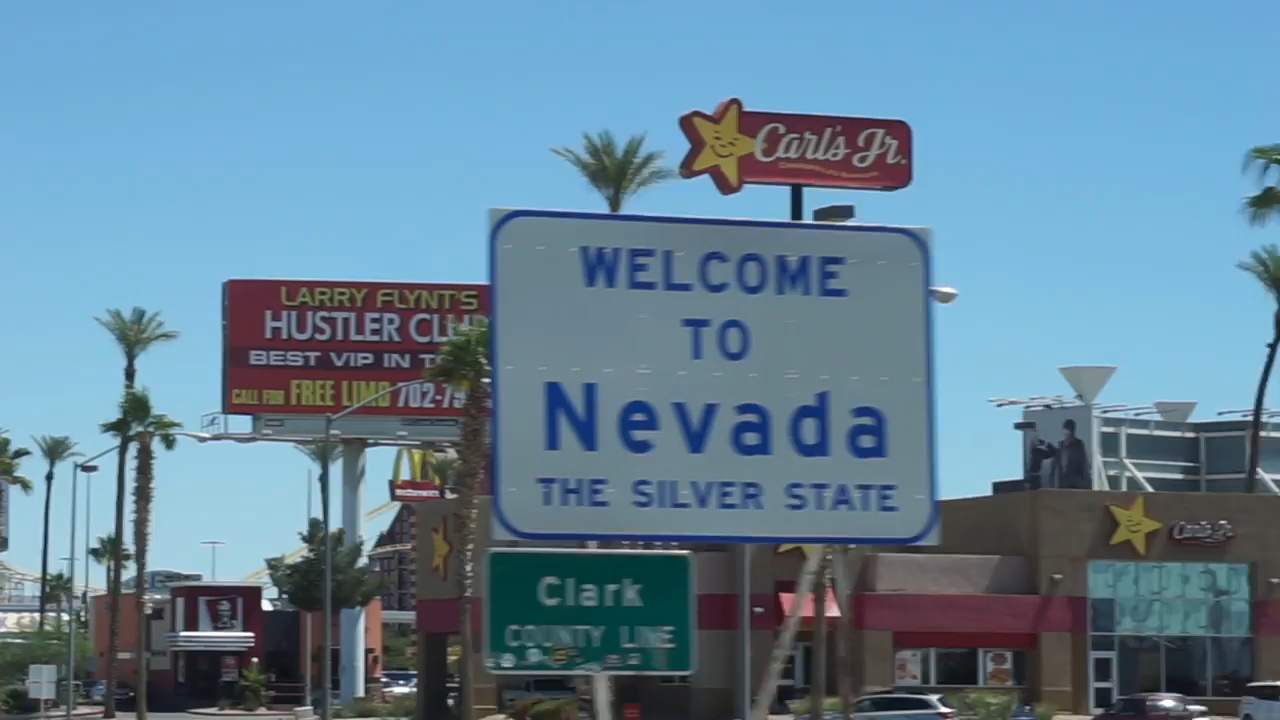 Carl's Jr.
WELCOME
TO
Nevada
THE SILVER STATE
LARRY FLYNT'S
HUSTLER CLUB
BEST VIP IN
CALL FOR FREE LIMO 702-79
Clark
COUNTY LINE
Carl's Jr.